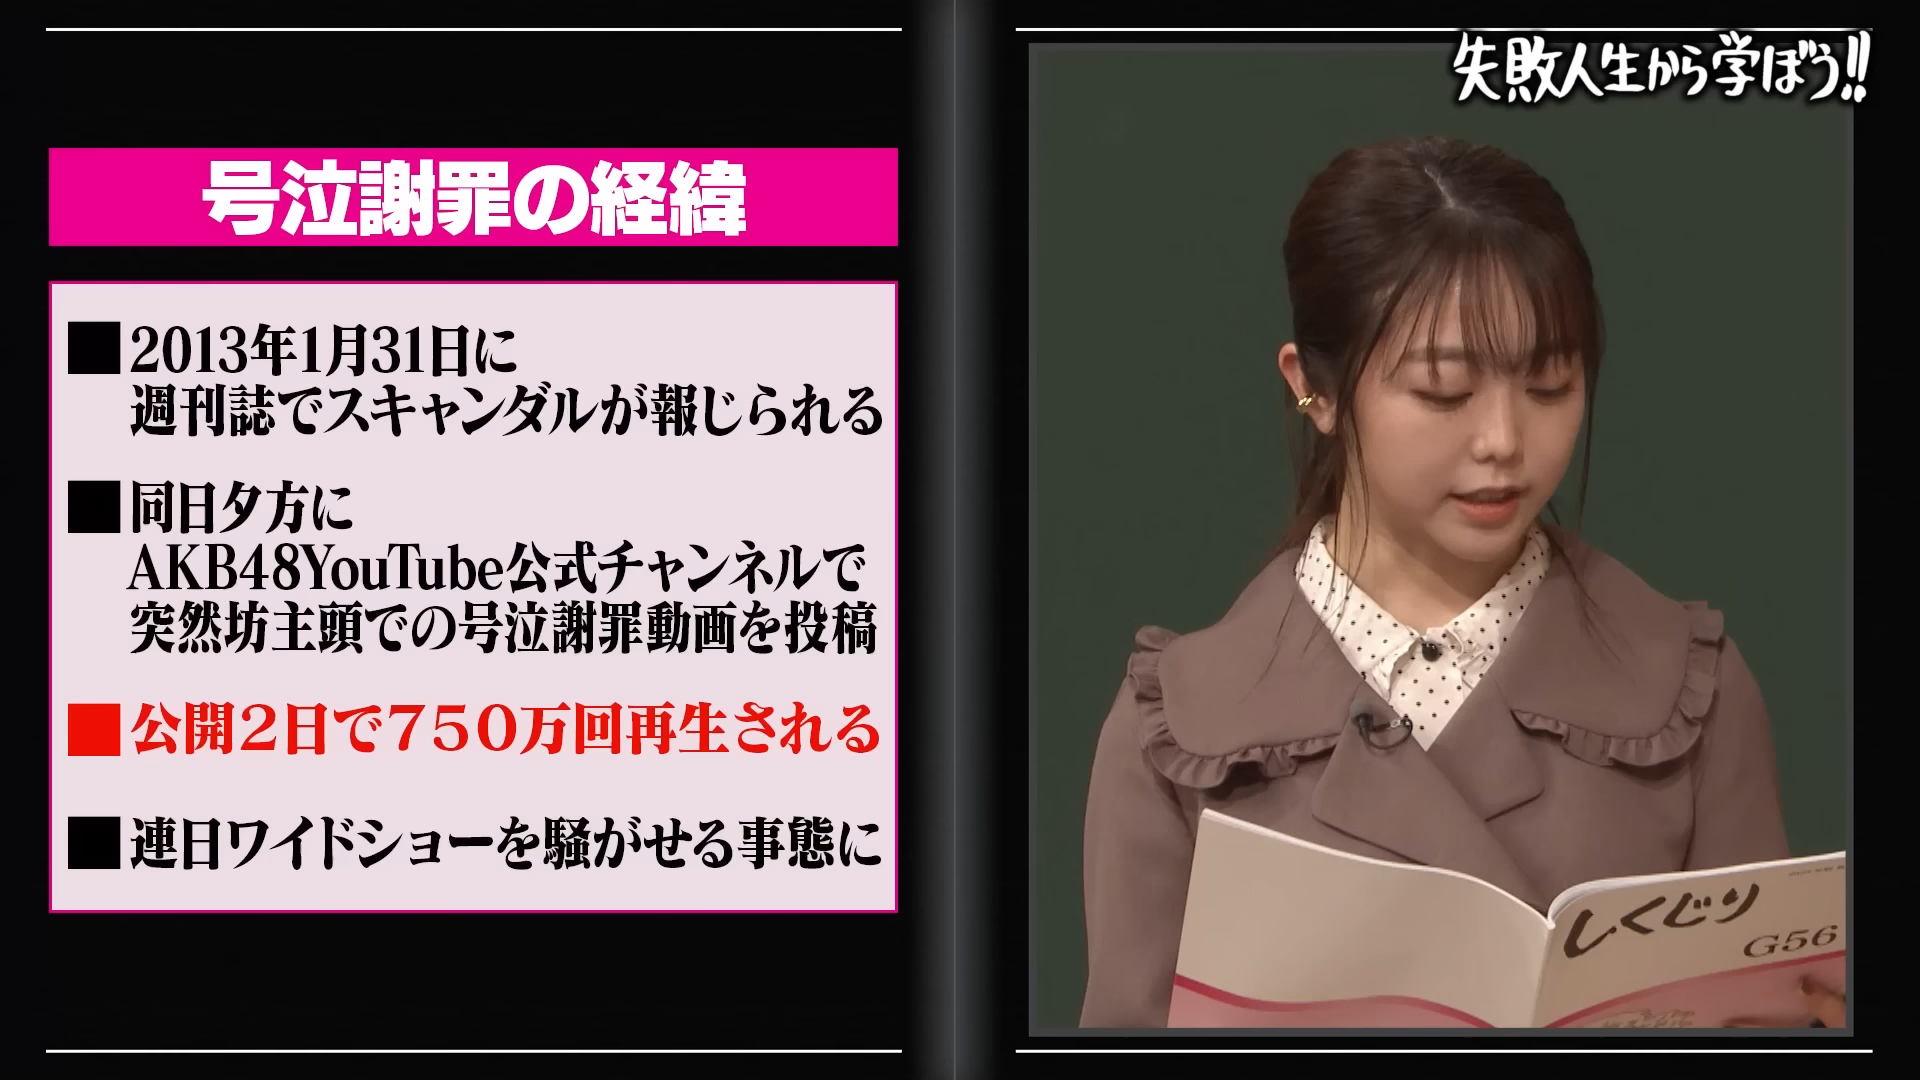 失敗人生から学ぼう!!
号泣謝罪の経緯
■2013年1月31日に
週刊誌でスキャンダルが報じられる
■同日夕方に
AKB48YouTube公式チャンネルで
突然坊主頭での号泣謝罪動画を投稿
■公開2日で750万回再生される
■連日ワイドショーを騒がせる事態に
しくじり
G56